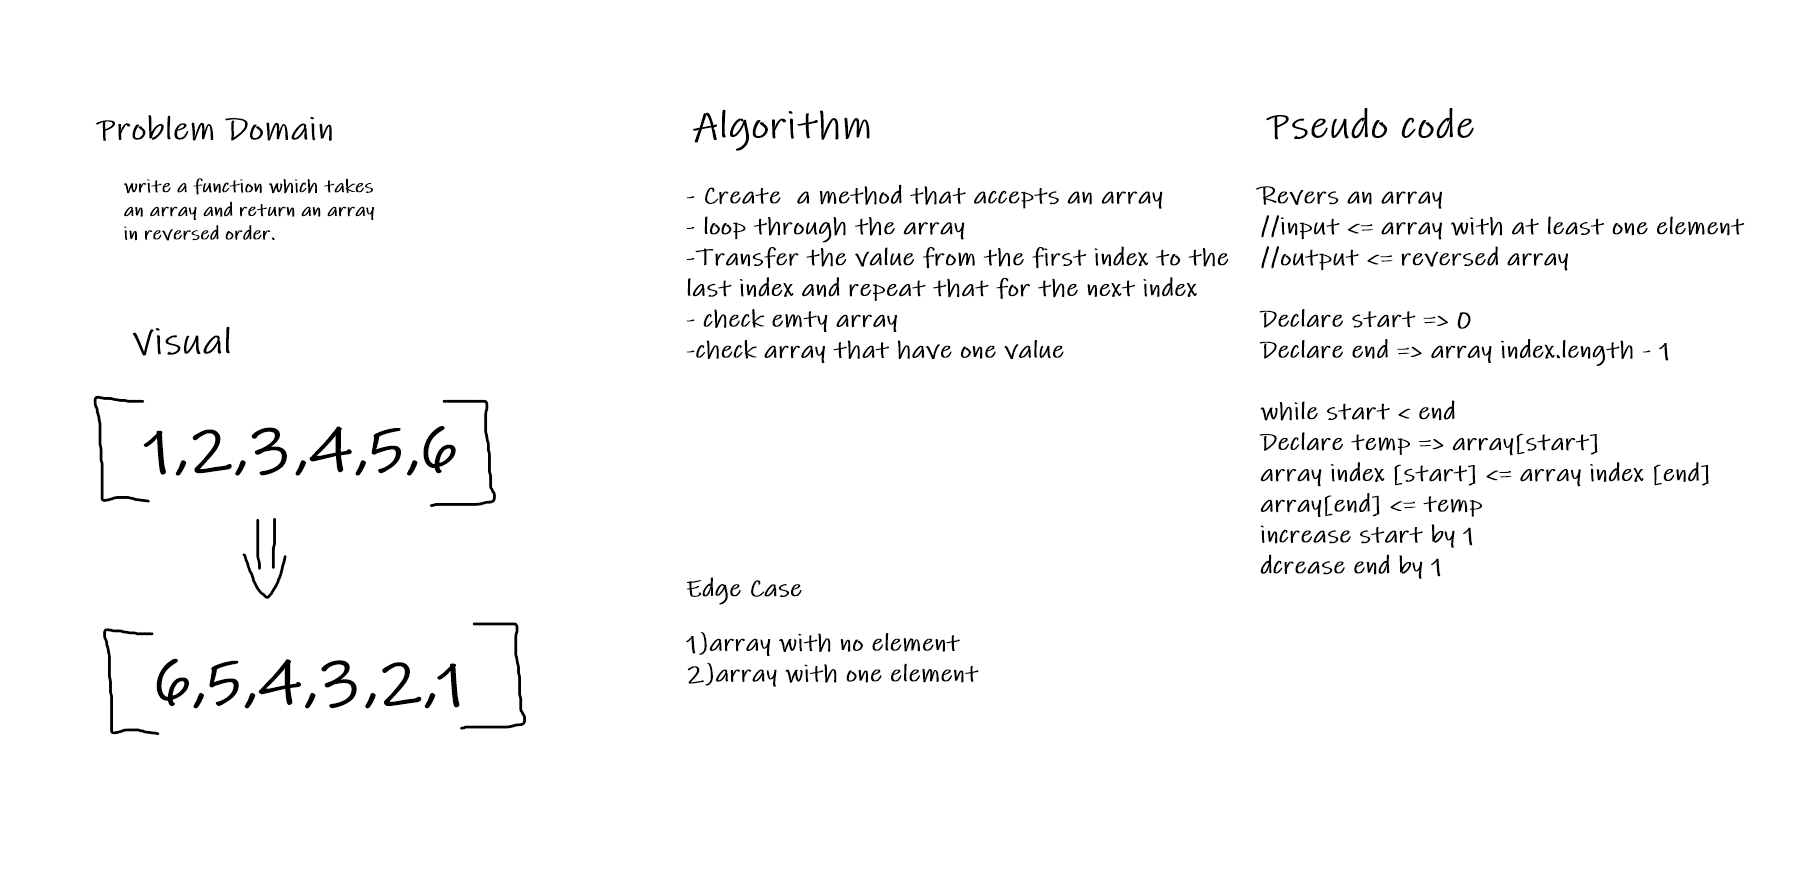 Problem Domain
write a function which takes
an array and return an array
in reversed order.
Visual
1,2,3,4,5,6
6,5,4,3,2,1
Algorithm
- Create a method that accepts an array
- loop through the array
-Transfer the value from the first index to the
last index and repeat that for the next index
- check emty array
-check array that have one value
Edge Case
1)array with no element
2)array with one element
Pseudo code
Revers an array
//input <= array with at least one element
//output <= reversed array
Declare start => 0
Declare end => array index.length - 1
while start < end
Declare temp => array[start]
array index [start] <= array index [end]
array[end] <= temp
increase start by 1
dcrease end by 1